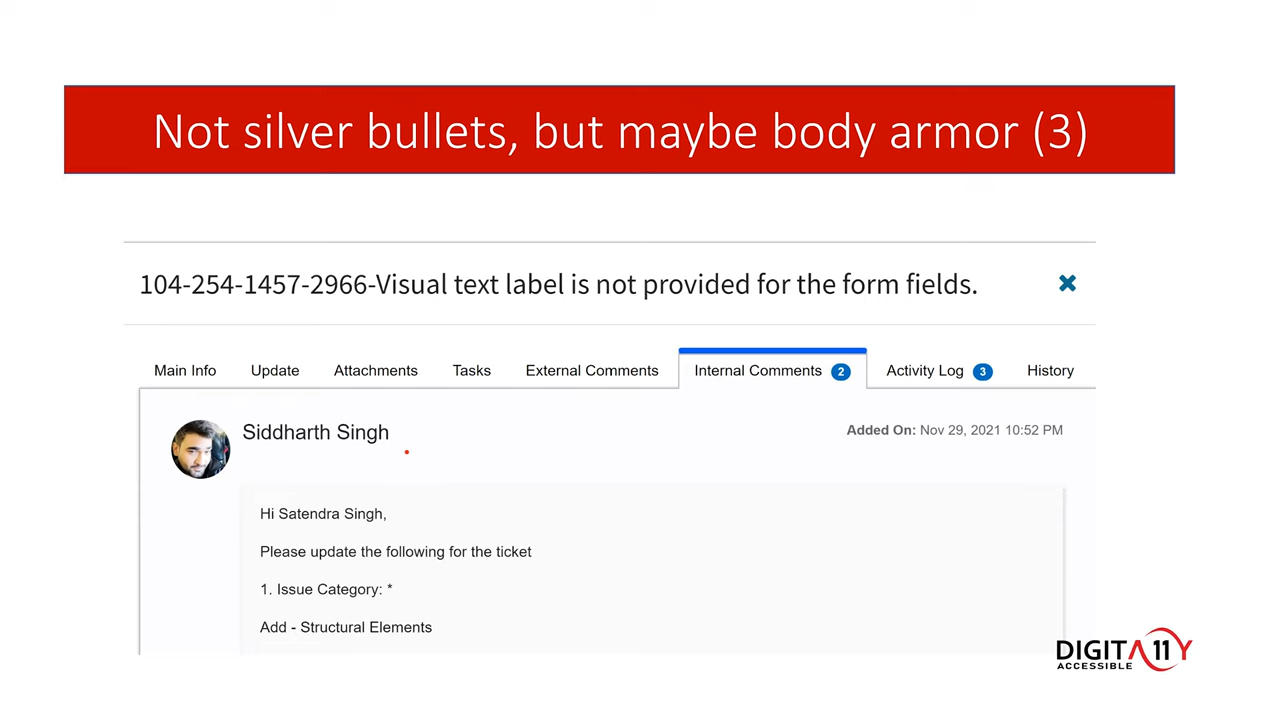 Not silver bullets, but maybe body armor (3)
104-254-1457-2966-Visual text label is not provided for the form fields.
Main Info Update Attachments Tasks External Comments Internal Comments 2 Activity Log 3 History
Siddharth Singh Added On: Nov 29, 2021 10:52 PM
Hi Satendra Singh,
Please update the following for the ticket
1. Issue Category: *
Add - Structural Elements
DIGITA11Y
ACCESSIBLE